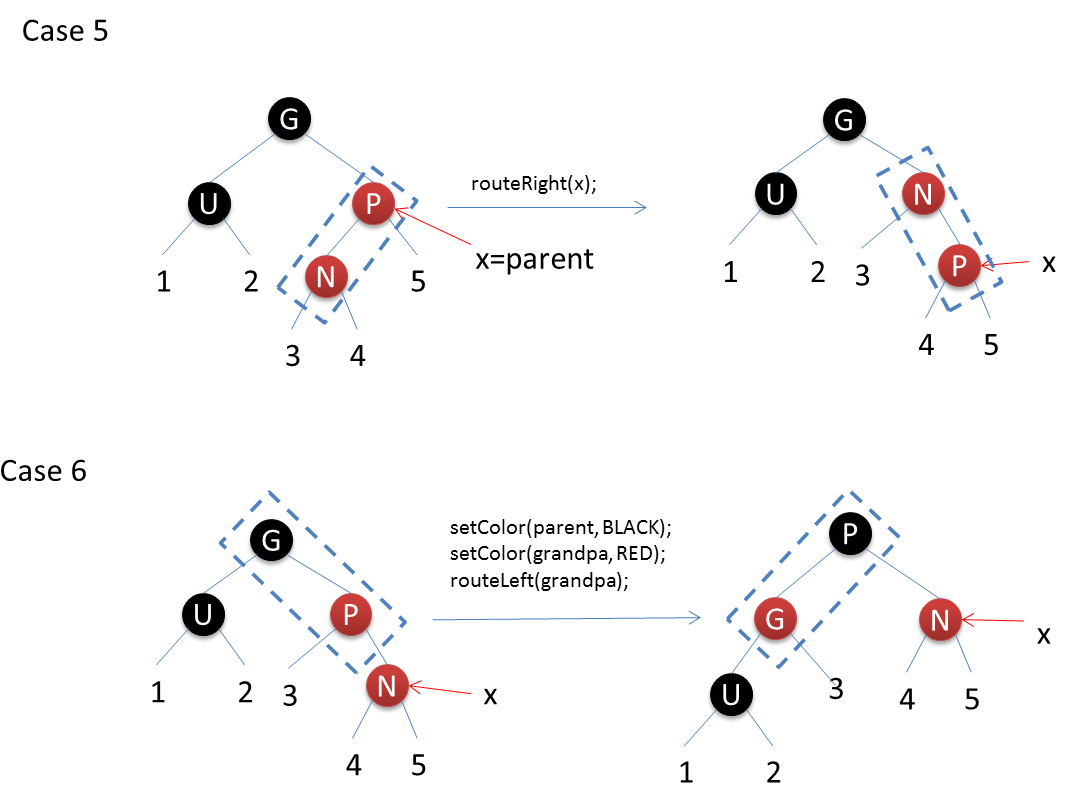 Case 5
G
G
routeRight(x);
U
P
U
N
x=parent
1
2
N
5
1
2
3
P
x
3
4
4
5
Case 6
G
setColor(parent, BLACK);
P
setColor(grandpa, RED);
routeLeft(grandpa);
U
P
G
N
x
1
2
3
N
x
U
3
4
5
4
5
1
2